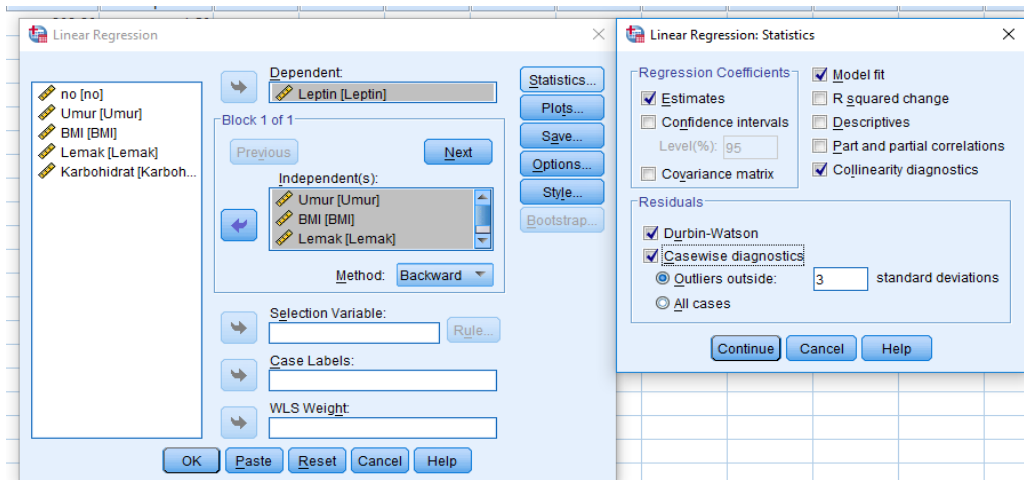 Linear Regression
no [no]
Umur [Umur]
BMI [BMI]
Lemak [Lemak]
Karbohidrat [Karboh...
Dependent:
Leptin [Leptin]
Block 1 of 1
Previous
Next
Independent(s):
Umur [Umur]
BMI [BMI]
Lemak [Lemak]
Method: Backward
Selection Variable:
Rule...
Case Labels:
WLS Weight:
Statistics...
Plots...
Save...
Options...
Style...
Bootstrap...
OK Paste Reset Cancel Help
Linear Regression: Statistics
Regression Coefficients
Estimates
Confidence intervals
Level(%): 95
Covariance matrix
Model fit
R squared change
Descriptives
Part and partial correlations
Collinearity diagnostics
Residuals
Durbin-Watson
Casewise diagnostics
Outliers outside: 3 standard deviations
All cases
Continue Cancel Help